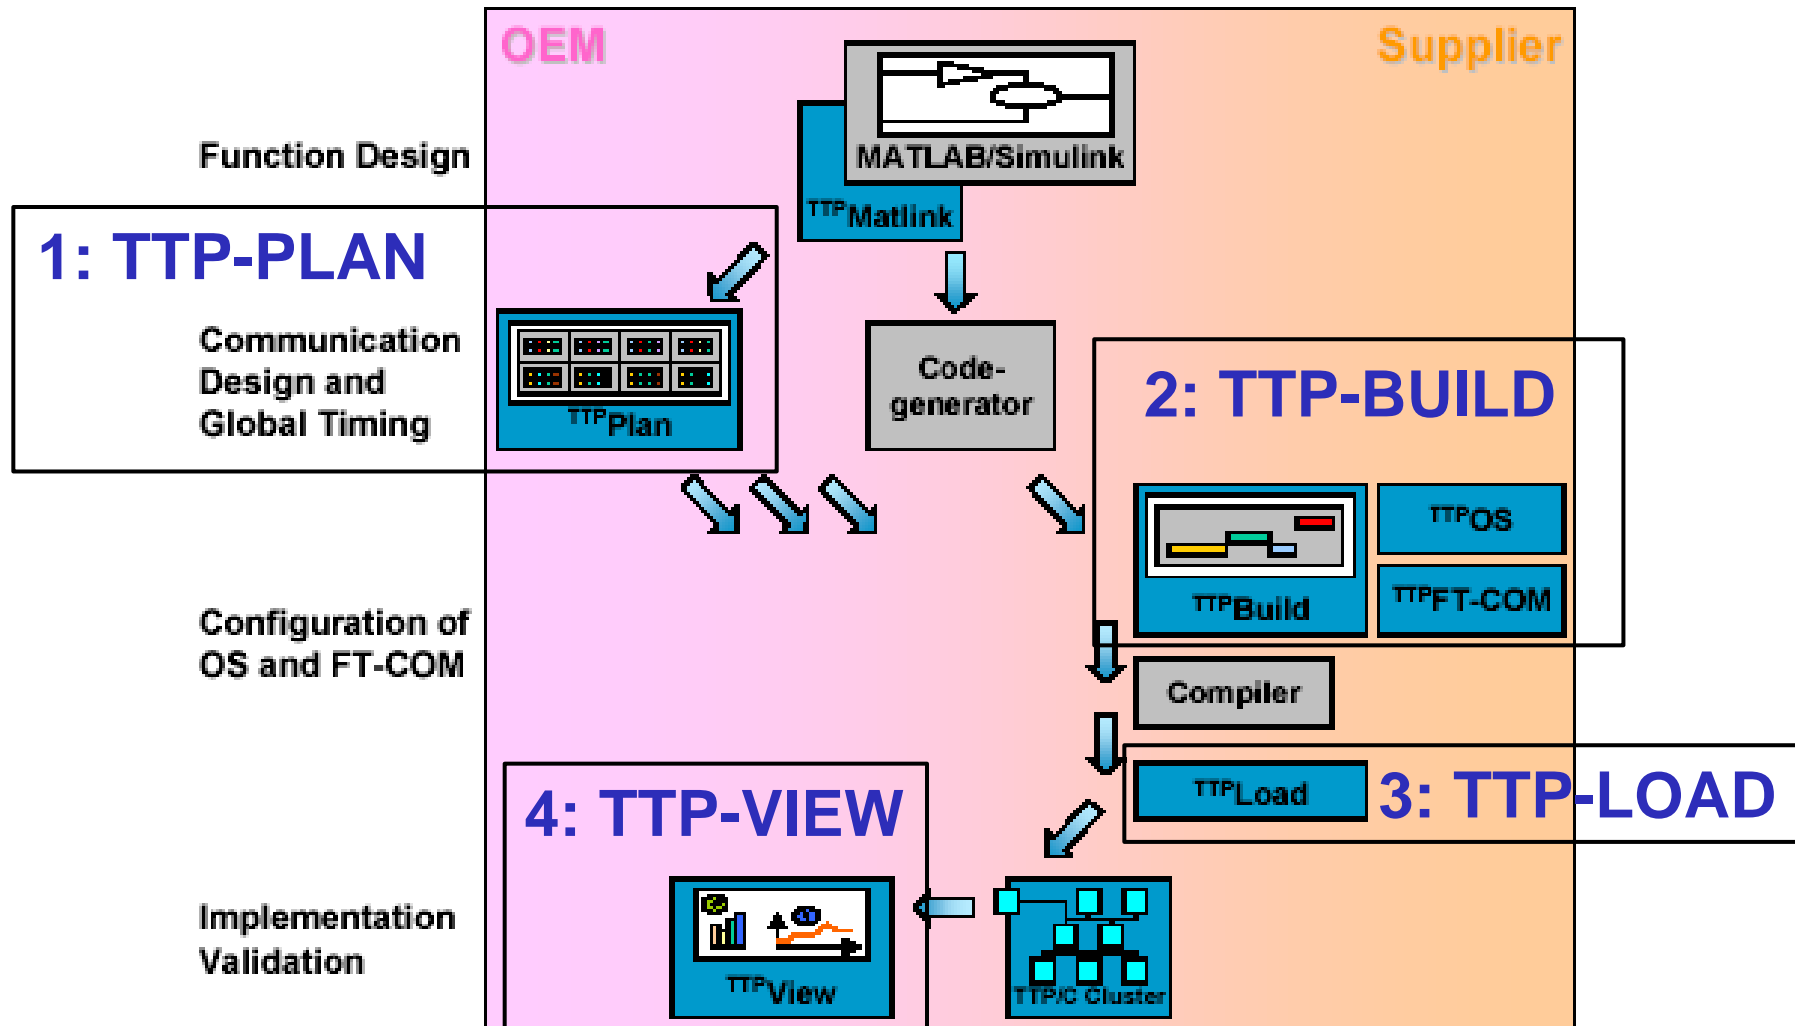 OEM
Supplier
MATLAB/Simulink
Function Design
TTPMatlink
1: TTP-PLAN
Communication
Design and
Global Timing
TTPPlan
Code-
generator
2: TTP-BUILD
TTPOS
TTPBuild
TTPFT-COM
Configuration of
OS and FT-COM
Compiler
TTPLoad
3: TTP-LOAD
4: TTP-VIEW
Implementation
Validation
TTPView
TTP/C Cluster